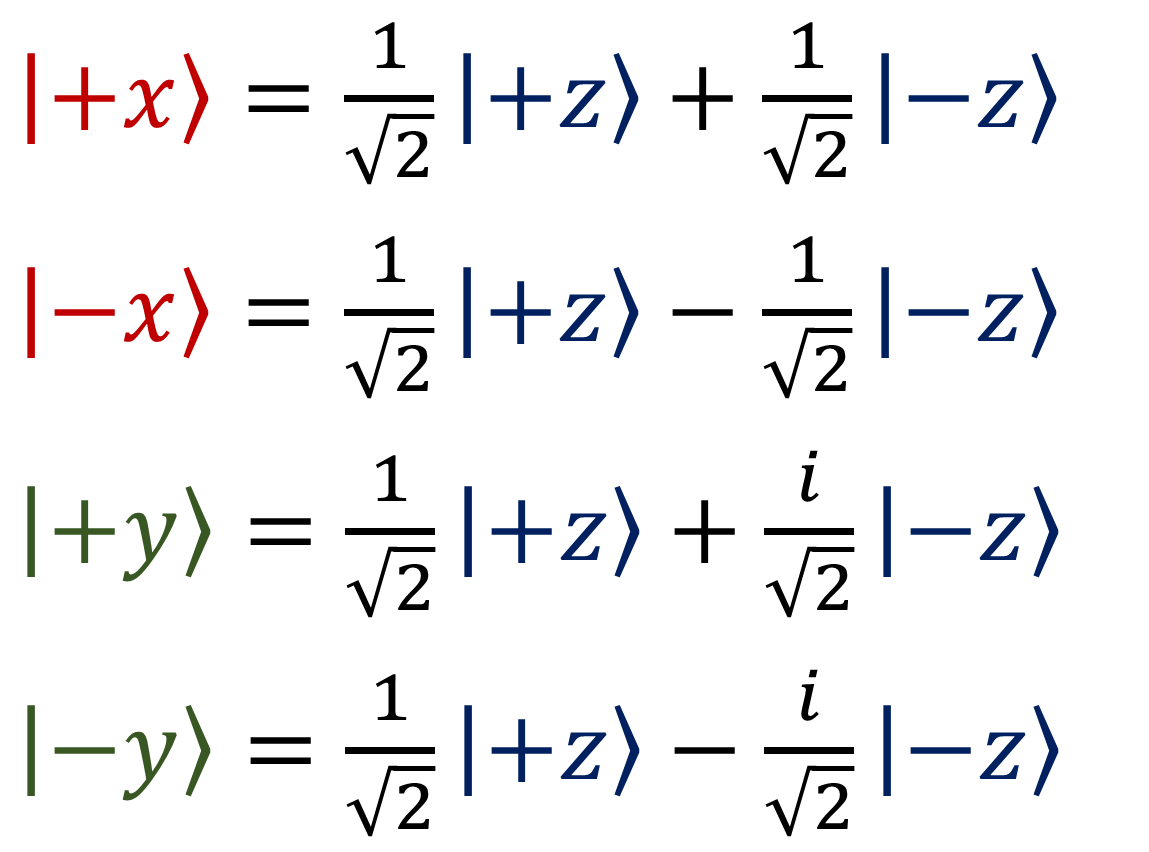 |+x⟩ = 1/√2 |+z⟩ + 1/√2 |−z⟩
|−x⟩ = 1/√2 |+z⟩ − 1/√2 |−z⟩
|+y⟩ = 1/√2 |+z⟩ + i/√2 |−z⟩
|−y⟩ = 1/√2 |+z⟩ − i/√2 |−z⟩